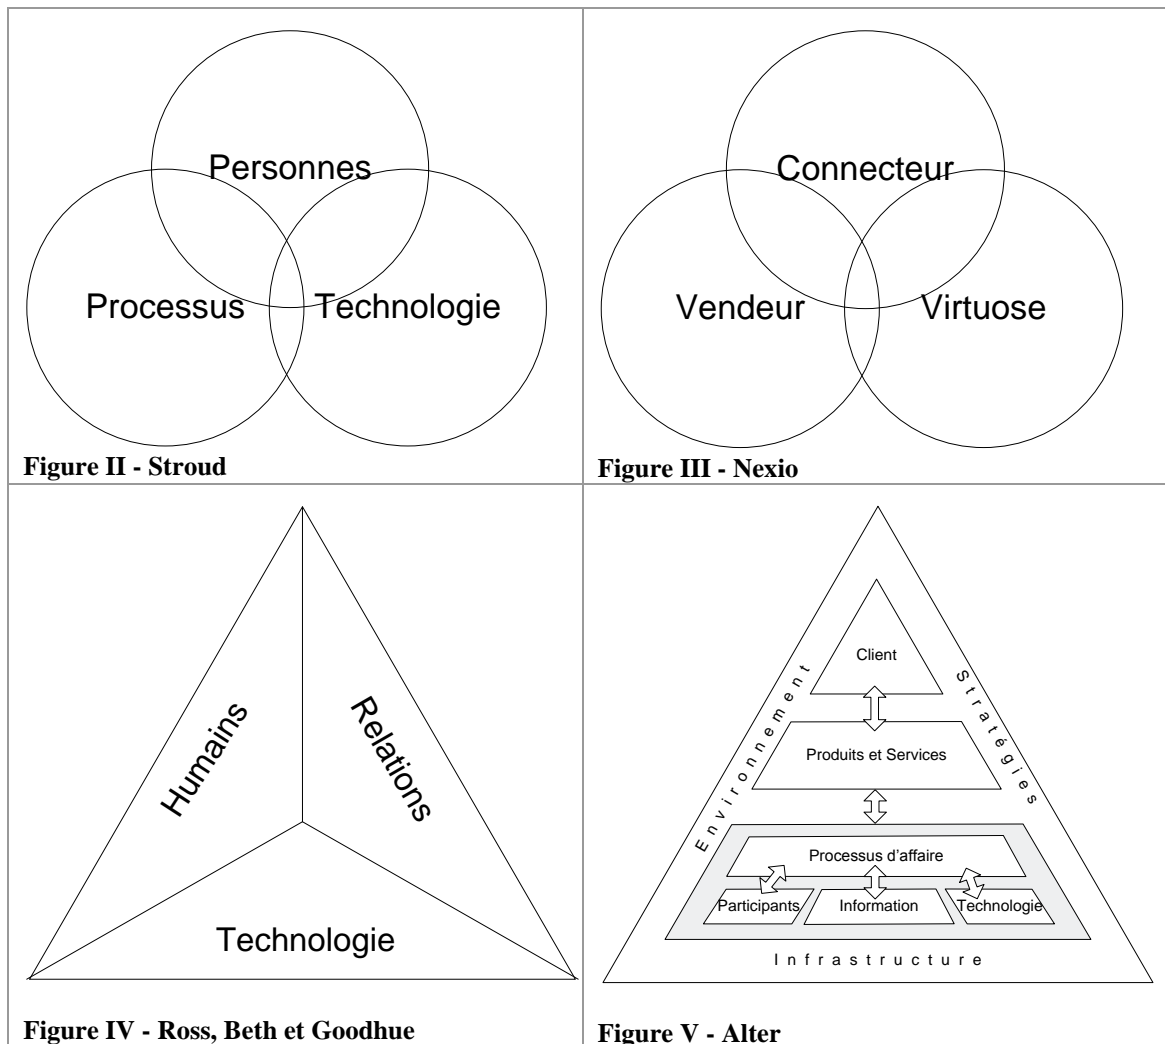 Personnes
Processus
Technologie
Figure II - Stroud
Connecteur
Vendeur
Virtuose
Figure III - Nexio
Humains
Relations
Technologie
Figure IV - Ross, Beth et Goodhue
Environnement
Stratégies
Client
Produits et Services
Processus d'affaire
Participants
Information
Technologie
Infrastructure
Figure V - Alter